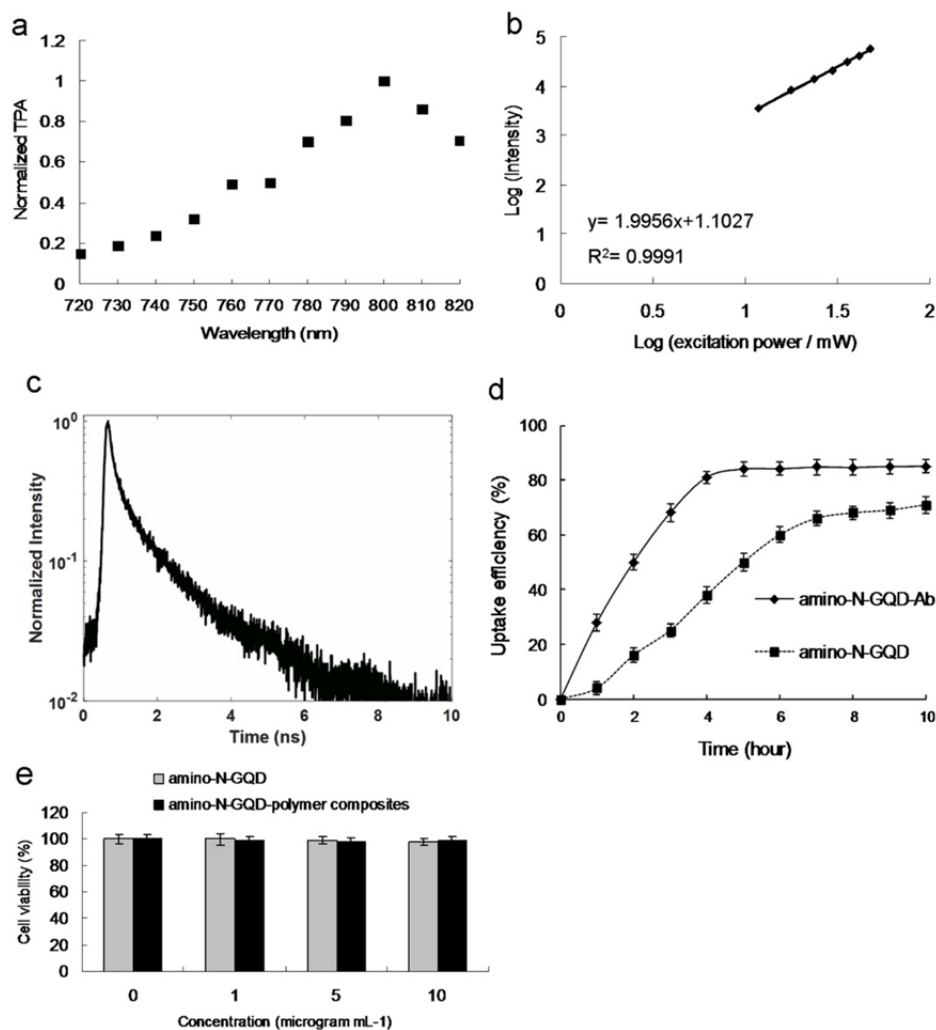 a
1.2
1
0.8
0.6
0.4
0.2
0
Normalized TPA
720 730 740 750 760 770 780 790 800 810 820
Wavelength (nm)
b
5
4
3
2
1
0
Log (Intensity)
y= 1.9956x+1.1027
R²= 0.9991
0 0.5 1 1.5 2
Log (excitation power / mW)
c
10⁰
10⁻¹
10⁻²
Normalized Intensity
0 2 4 6 8 10
Time (ns)
d
100
80
60
40
20
0
Uptake efficiency (%)
amino-N-GQD-Ab
amino-N-GQD
0 2 4 6 8 10
Time (hour)
e
amino-N-GQD
amino-N-GQD-polymer composites
120
100
80
60
40
20
0
Cell viability (%)
0 1 5 10
Concentration (microgram mL-1)